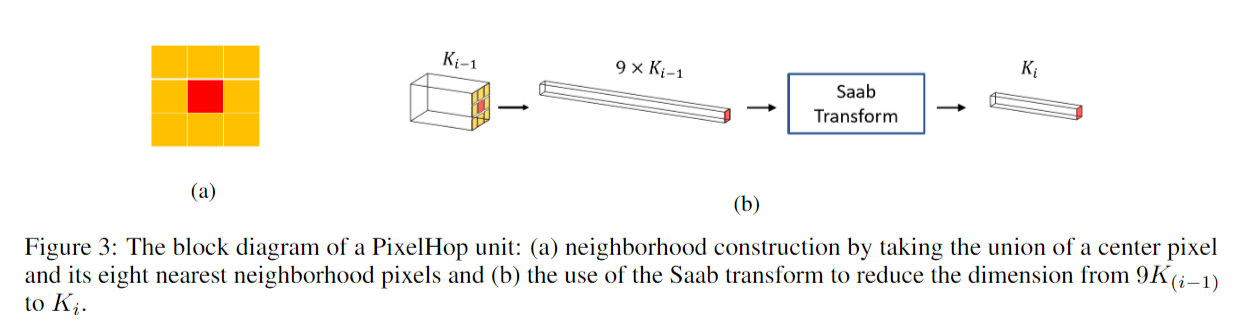 K_{i−1}
9 × K_{i−1}
Saab
Transform
K_i
(a)
(b)
Figure 3: The block diagram of a PixelHop unit: (a) neighborhood construction by taking the union of a center pixel
and its eight nearest neighborhood pixels and (b) the use of the Saab transform to reduce the dimension from 9K_{(i−1)}
to K_i.